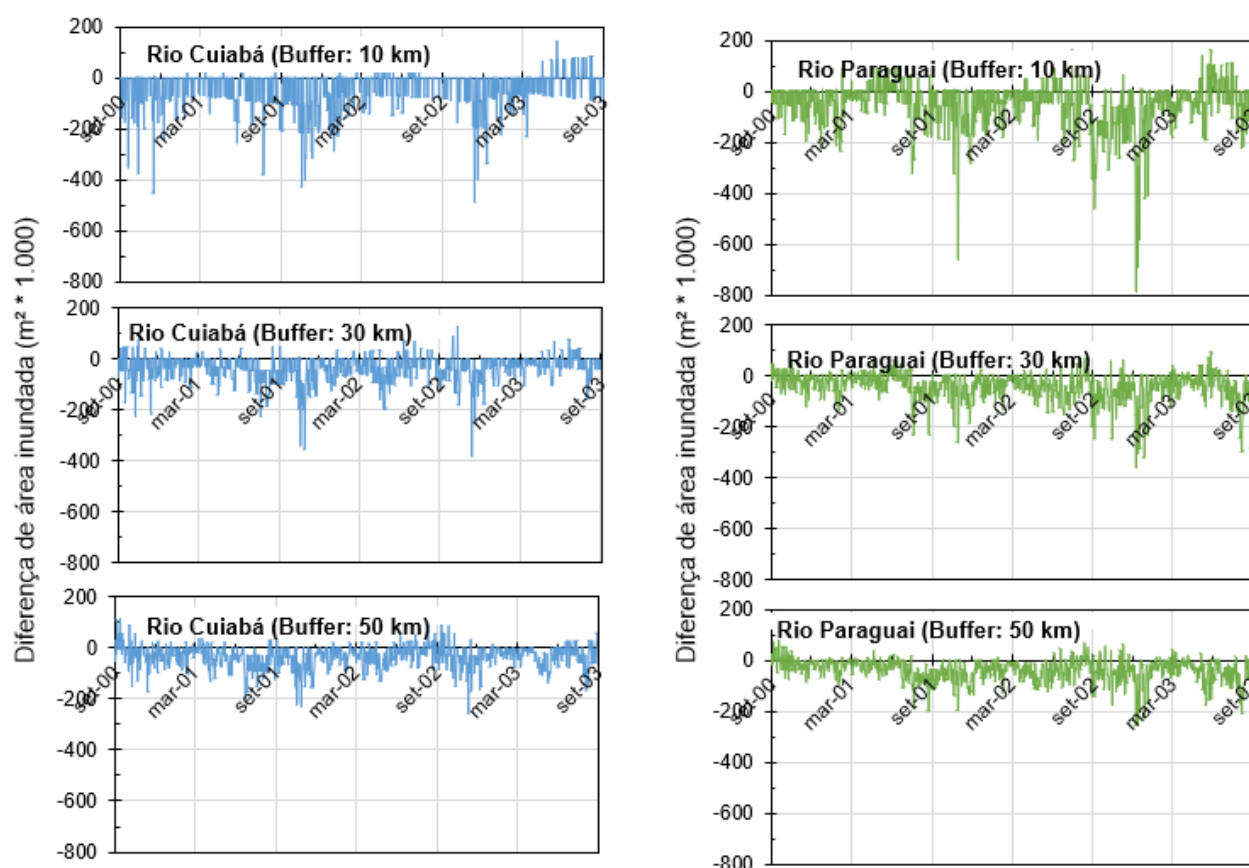 Diferença de área inundada (m² * 1.000)
Rio Cuiabá (Buffer: 10 km)
200
0
-200
-400
-600
-800
set-00
mar-01
set-01
mar-02
set-02
mar-03
set-03
Rio Cuiabá (Buffer: 30 km)
200
0
-200
-400
-600
-800
set-00
mar-01
set-01
mar-02
set-02
mar-03
set-03
Rio Cuiabá (Buffer: 50 km)
200
0
-200
-400
-600
-800
set-00
mar-01
set-01
mar-02
set-02
mar-03
set-03
Diferença de área inundada (m² * 1.000)
Rio Paraguai (Buffer: 10 km)
200
0
-200
-400
-600
-800
set-00
mar-01
set-01
mar-02
set-02
mar-03
Rio Paraguai (Buffer: 30 km)
200
0
-200
-400
-600
-800
set-00
mar-01
set-01
mar-02
set-02
mar-03
Rio Paraguai (Buffer: 50 km)
200
0
-200
-400
-600
-800
set-00
mar-01
set-01
mar-02
set-02
mar-03